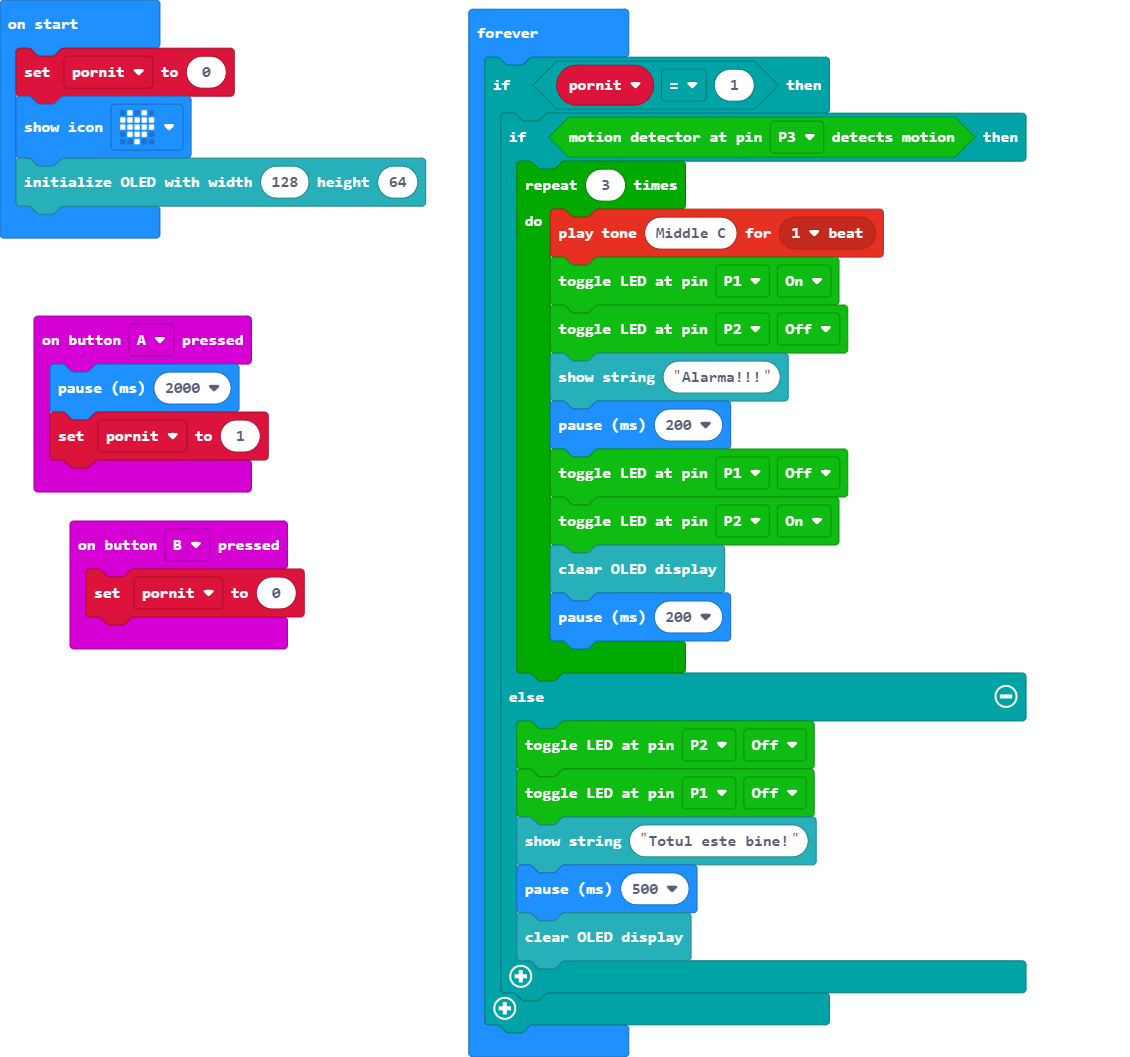 on start
set pornit to 0
show icon
initialize OLED with width 128 height 64
on button A pressed
pause (ms) 2000
set pornit to 1
on button B pressed
set pornit to 0
forever
if pornit = 1 then
if motion detector at pin P3 detects motion then
repeat 3 times
do
play tone Middle C for 1 beat
toggle LED at pin P1 On
toggle LED at pin P2 Off
show string "Alarma!!!"
pause (ms) 200
toggle LED at pin P1 Off
toggle LED at pin P2 On
clear OLED display
pause (ms) 200
else
toggle LED at pin P2 Off
toggle LED at pin P1 Off
show string "Totul este bine!"
pause (ms) 500
clear OLED display